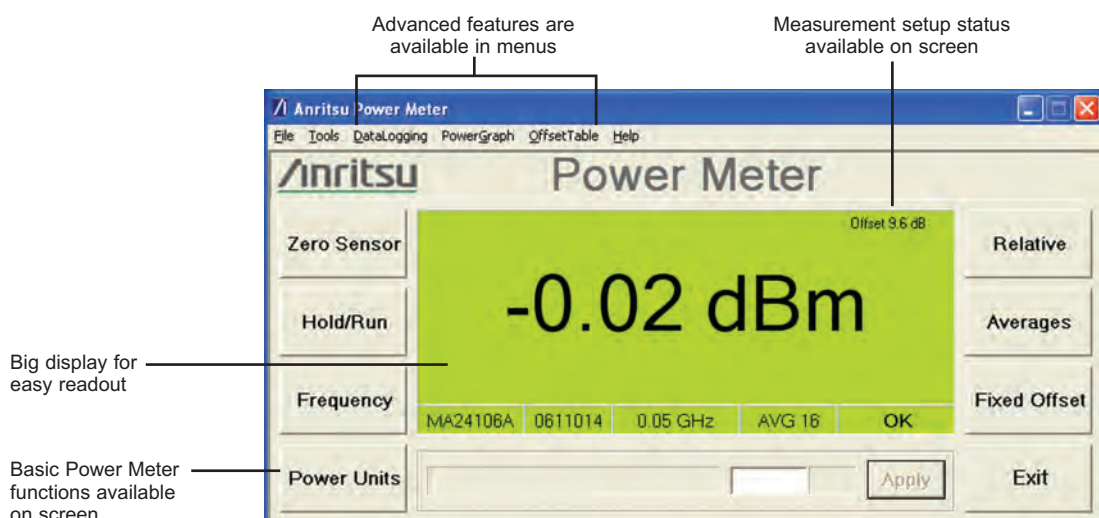 Advanced features are
available in menus
Measurement setup status
available on screen
Anritsu Power Meter
File Tools DataLogging PowerGraph OffsetTable Help
Anritsu Power Meter
Offset 9.6 dB
Zero Sensor
Relative
-0.02 dBm
Hold/Run
Averages
Big display for
easy readout
Frequency
Fixed Offset
MA24106A 0611014 0.05 GHz AVG 16 OK
Basic Power Meter
functions available
on screen
Power Units
Apply
Exit